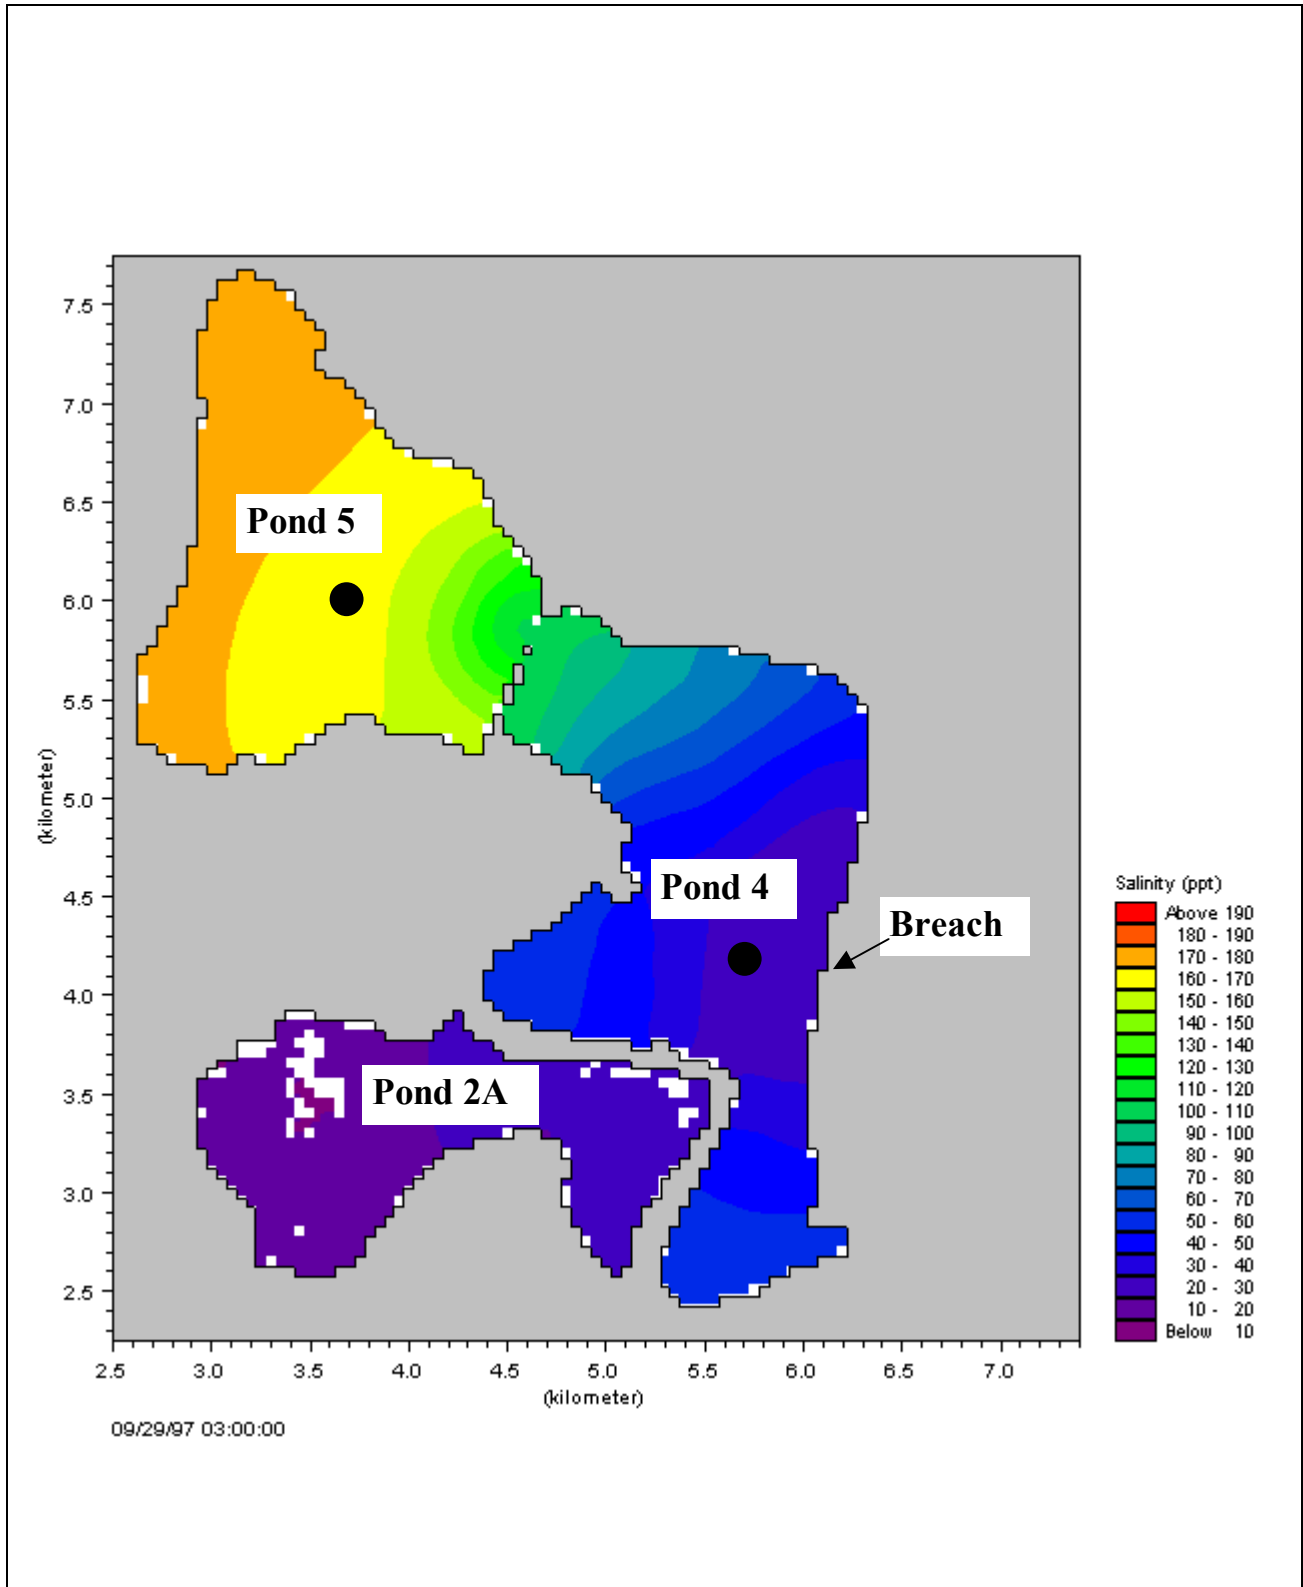 7.5
7.0
6.5
6.0
5.5
5.0
4.5
4.0
3.5
3.0
2.5
(kilometer)
Pond 5
Pond 4
Breach
Pond 2A
2.5 3.0 3.5 4.0 4.5 5.0 5.5 6.0 6.5 7.0
(kilometer)
09/29/97 03:00:00
Salinity (ppt)
Above 190
180 - 190
170 - 180
160 - 170
150 - 160
140 - 150
130 - 140
120 - 130
110 - 120
100 - 110
90 - 100
80 - 90
70 - 80
60 - 70
50 - 60
40 - 50
30 - 40
20 - 30
10 - 20
Below 10